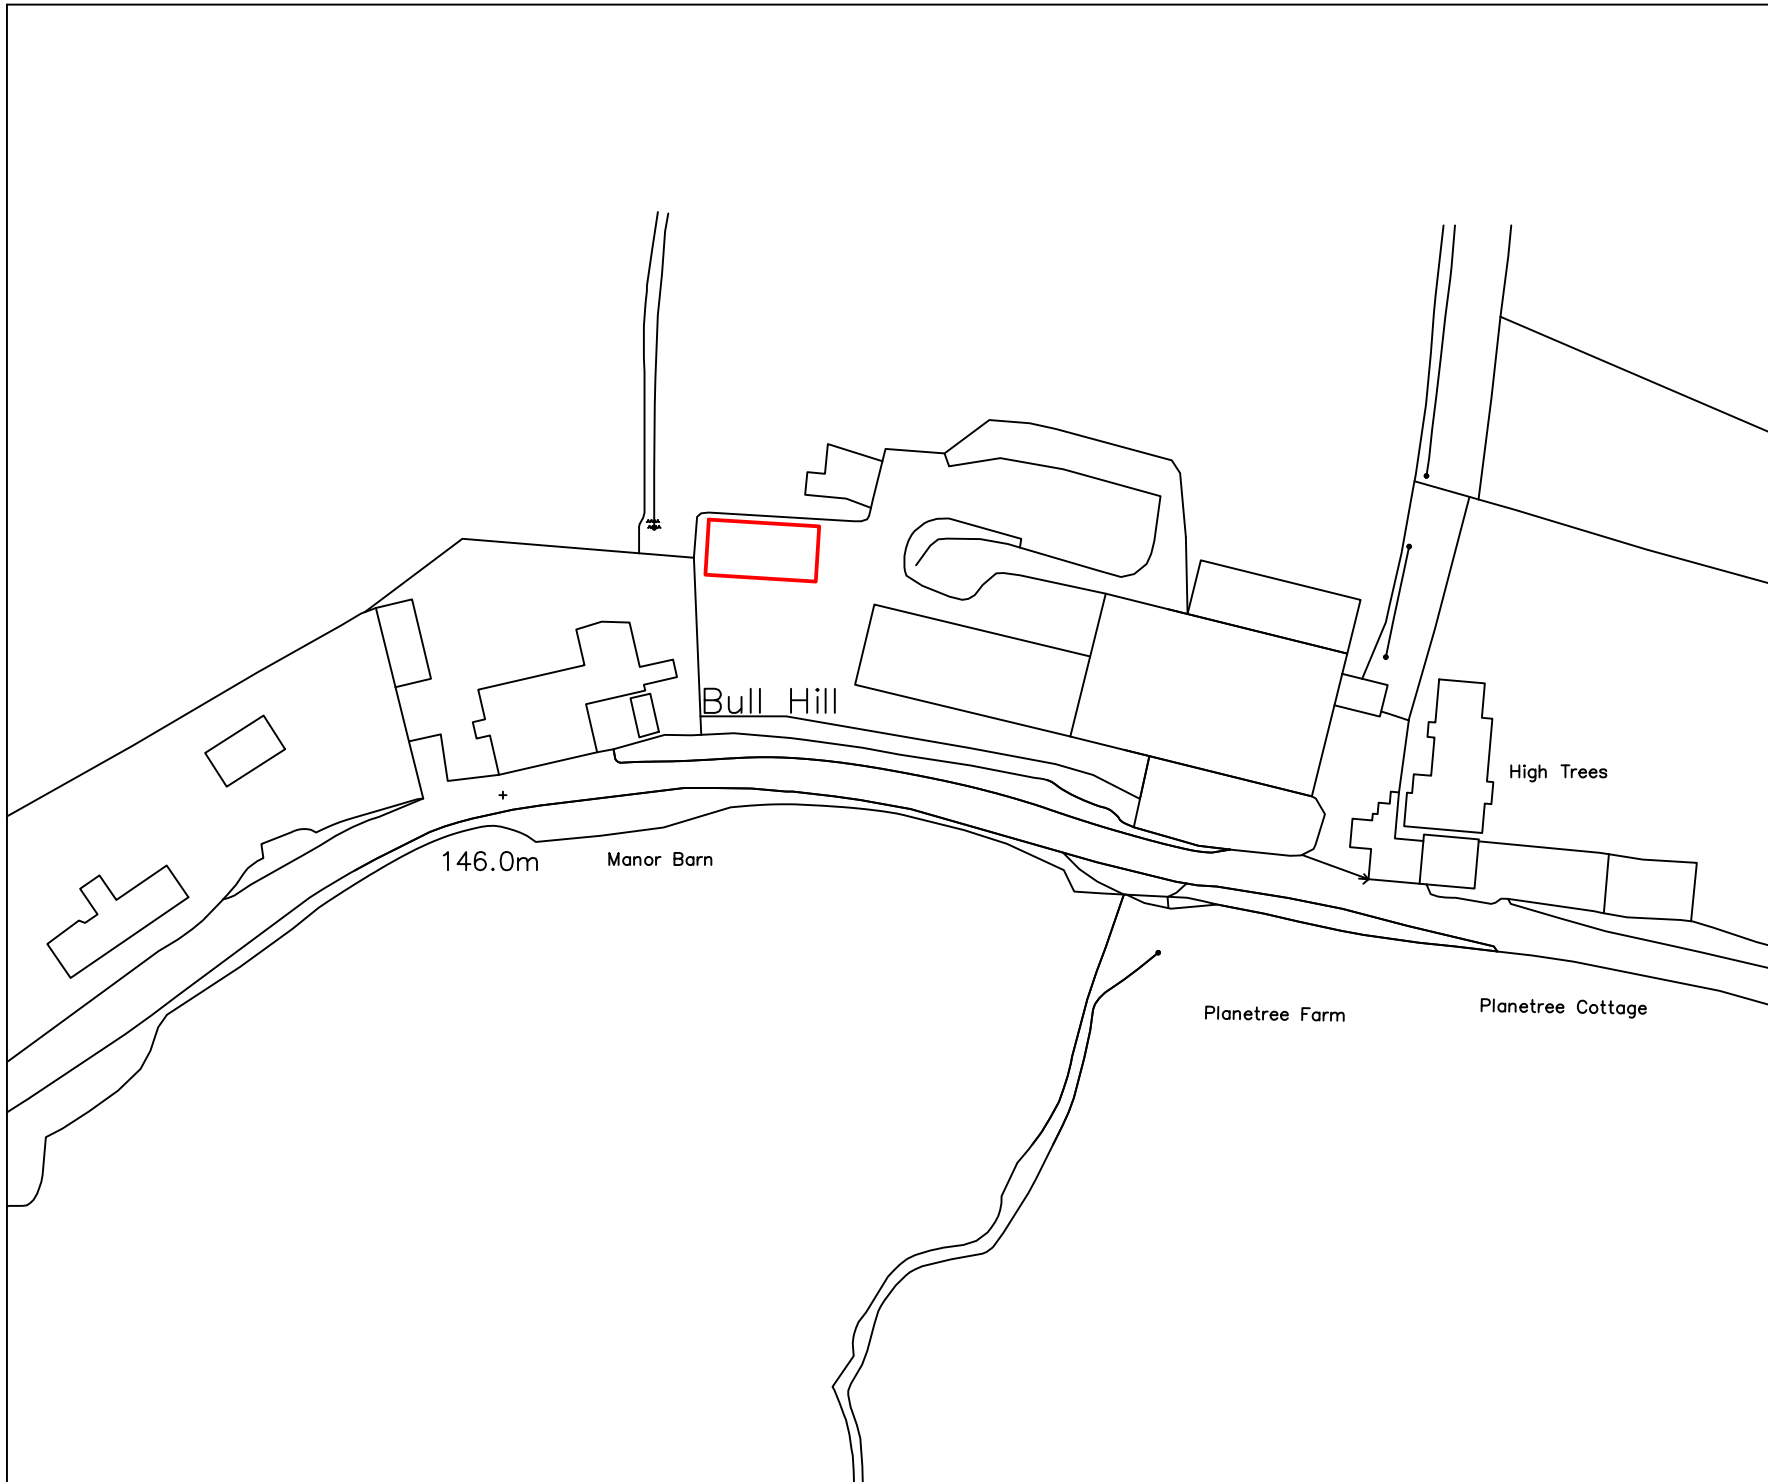 Bull Hill
High Trees
146.0m
Manor Barn
Planetree Farm
Planetree Cottage